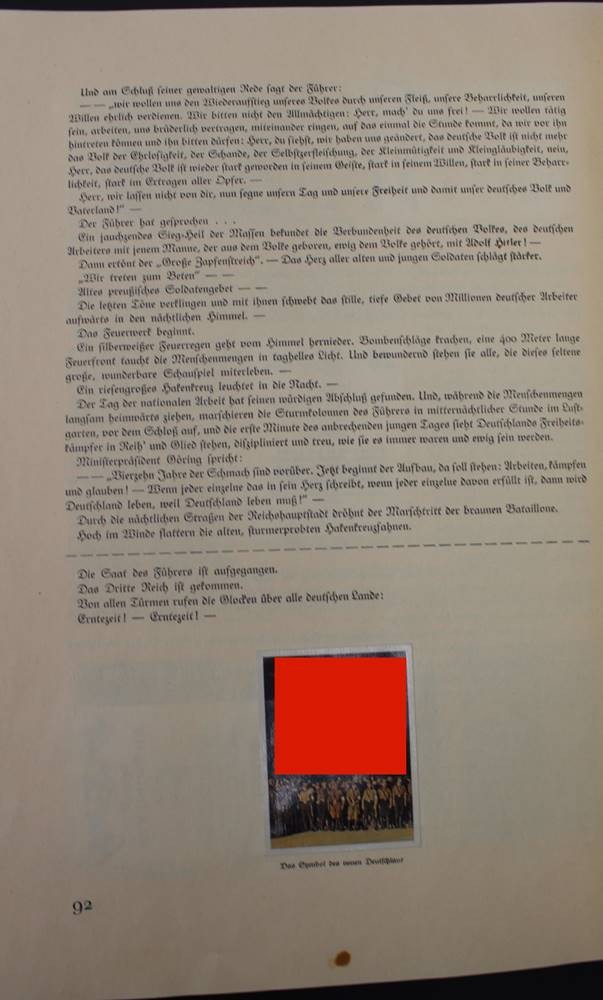 Und am Schluß seiner gewaltigen Rede sagt der Führer:
— — „wir wollen uns den Wiederaufstieg unseres Volkes durch unseren Fleiß, unsere Beharrlichkeit, unseren
Willen ehrlich verdienen. Wir bitten nicht den Allmächtigen: Herr, mach' du uns frei! — Wir wollen tätig
sein, arbeiten, uns brüderlich vertragen, miteinander ringen, auf das einmal die Stunde kommt, da wir vor ihn
hintreten können und ihn bitten dürfen: Herr, du siehst, wir haben uns geändert, das deutsche Volk ist nicht mehr
das Volk der Ehrlosigkeit, der Schande, der Selbstzerfleischung, der Kleinmütigkeit und Kleingläubigkeit, nein,
Herr, das deutsche Volk ist wieder stark geworden in seinem Geiste, stark in seinem Willen, stark in seiner Beharr-
lichkeit, stark im Ertragen aller Opfer. —
Herr, wir lassen nicht von dir, nun segne unsern Tag und unsere Freiheit und damit unser deutsches Volk und
Vaterland!“ —
Der Führer hat gesprochen . . .
Ein jauchzendes Sieg-Heil der Massen bekundet die Verbundenheit des deutschen Volkes, des deutschen
Arbeiters mit jenem Manne, der aus dem Volke geboren, ewig dem Volke gehört, mit Adolf Hitler! —
Dann ertönt der „Große Zapfenstreich“. — Das Herz aller alten und jungen Soldaten schlägt stärker.
„Wir treten zum Beten“ — —
Altes preußisches Soldatengebet — —
Die letzten Töne verklingen und mit ihnen schwebt das stille, tiefe Gebet von Millionen deutscher Arbeiter
aufwärts in den nächtlichen Himmel. —
Das Feuerwerk beginnt.
Ein silberweißer Feuerregen geht vom Himmel hernieder. Bombenschläge krachen, eine 400 Meter lange
Feuerfront taucht die Menschenmengen in taghelles Licht. Und bewundernd stehen sie alle, die dieses seltene
große, wunderbare Schauspiel miterleben. —
Ein riesengroßes Hakenkreuz leuchtet in die Nacht. —
Der Tag der nationalen Arbeit hat seinen würdigen Abschluß gefunden. Und, während die Menschenmengen
langsam heimwärts ziehen, marschieren die Sturmkolonnen des Führers in mitternächtlicher Stunde im Lust-
garten, vor dem Schloß auf, und die erste Minute des anbrechenden jungen Tages sieht Deutschlands Freiheits-
kämpfer in Reih' und Glied stehen, diszipliniert und treu, wie sie es immer waren und ewig sein werden.
Ministerpräsident Göring spricht:
— — „Vierzehn Jahre der Schmach sind vorüber. Jetzt beginnt der Aufbau, da soll stehen: Arbeiten, kämpfen
und glauben! — Wenn jeder einzelne das in sein Herz schreibt, wenn jeder einzelne davon erfüllt ist, dann wird
Deutschland leben, weil Deutschland leben muß!“ —
Durch die nächtlichen Straßen der Reichshauptstadt dröhnt der Marschtritt der braunen Bataillone.
Hoch im Winde flattern die alten, sturmerprobten Hakenkreuzfahnen.
Die Saat des Führers ist aufgegangen.
Das Dritte Reich ist gekommen.
Von allen Türmen rufen die Glocken über alle deutschen Lande:
Erntezeit! — Erntezeit! —
Das Symbol des neuen Deutschland
92